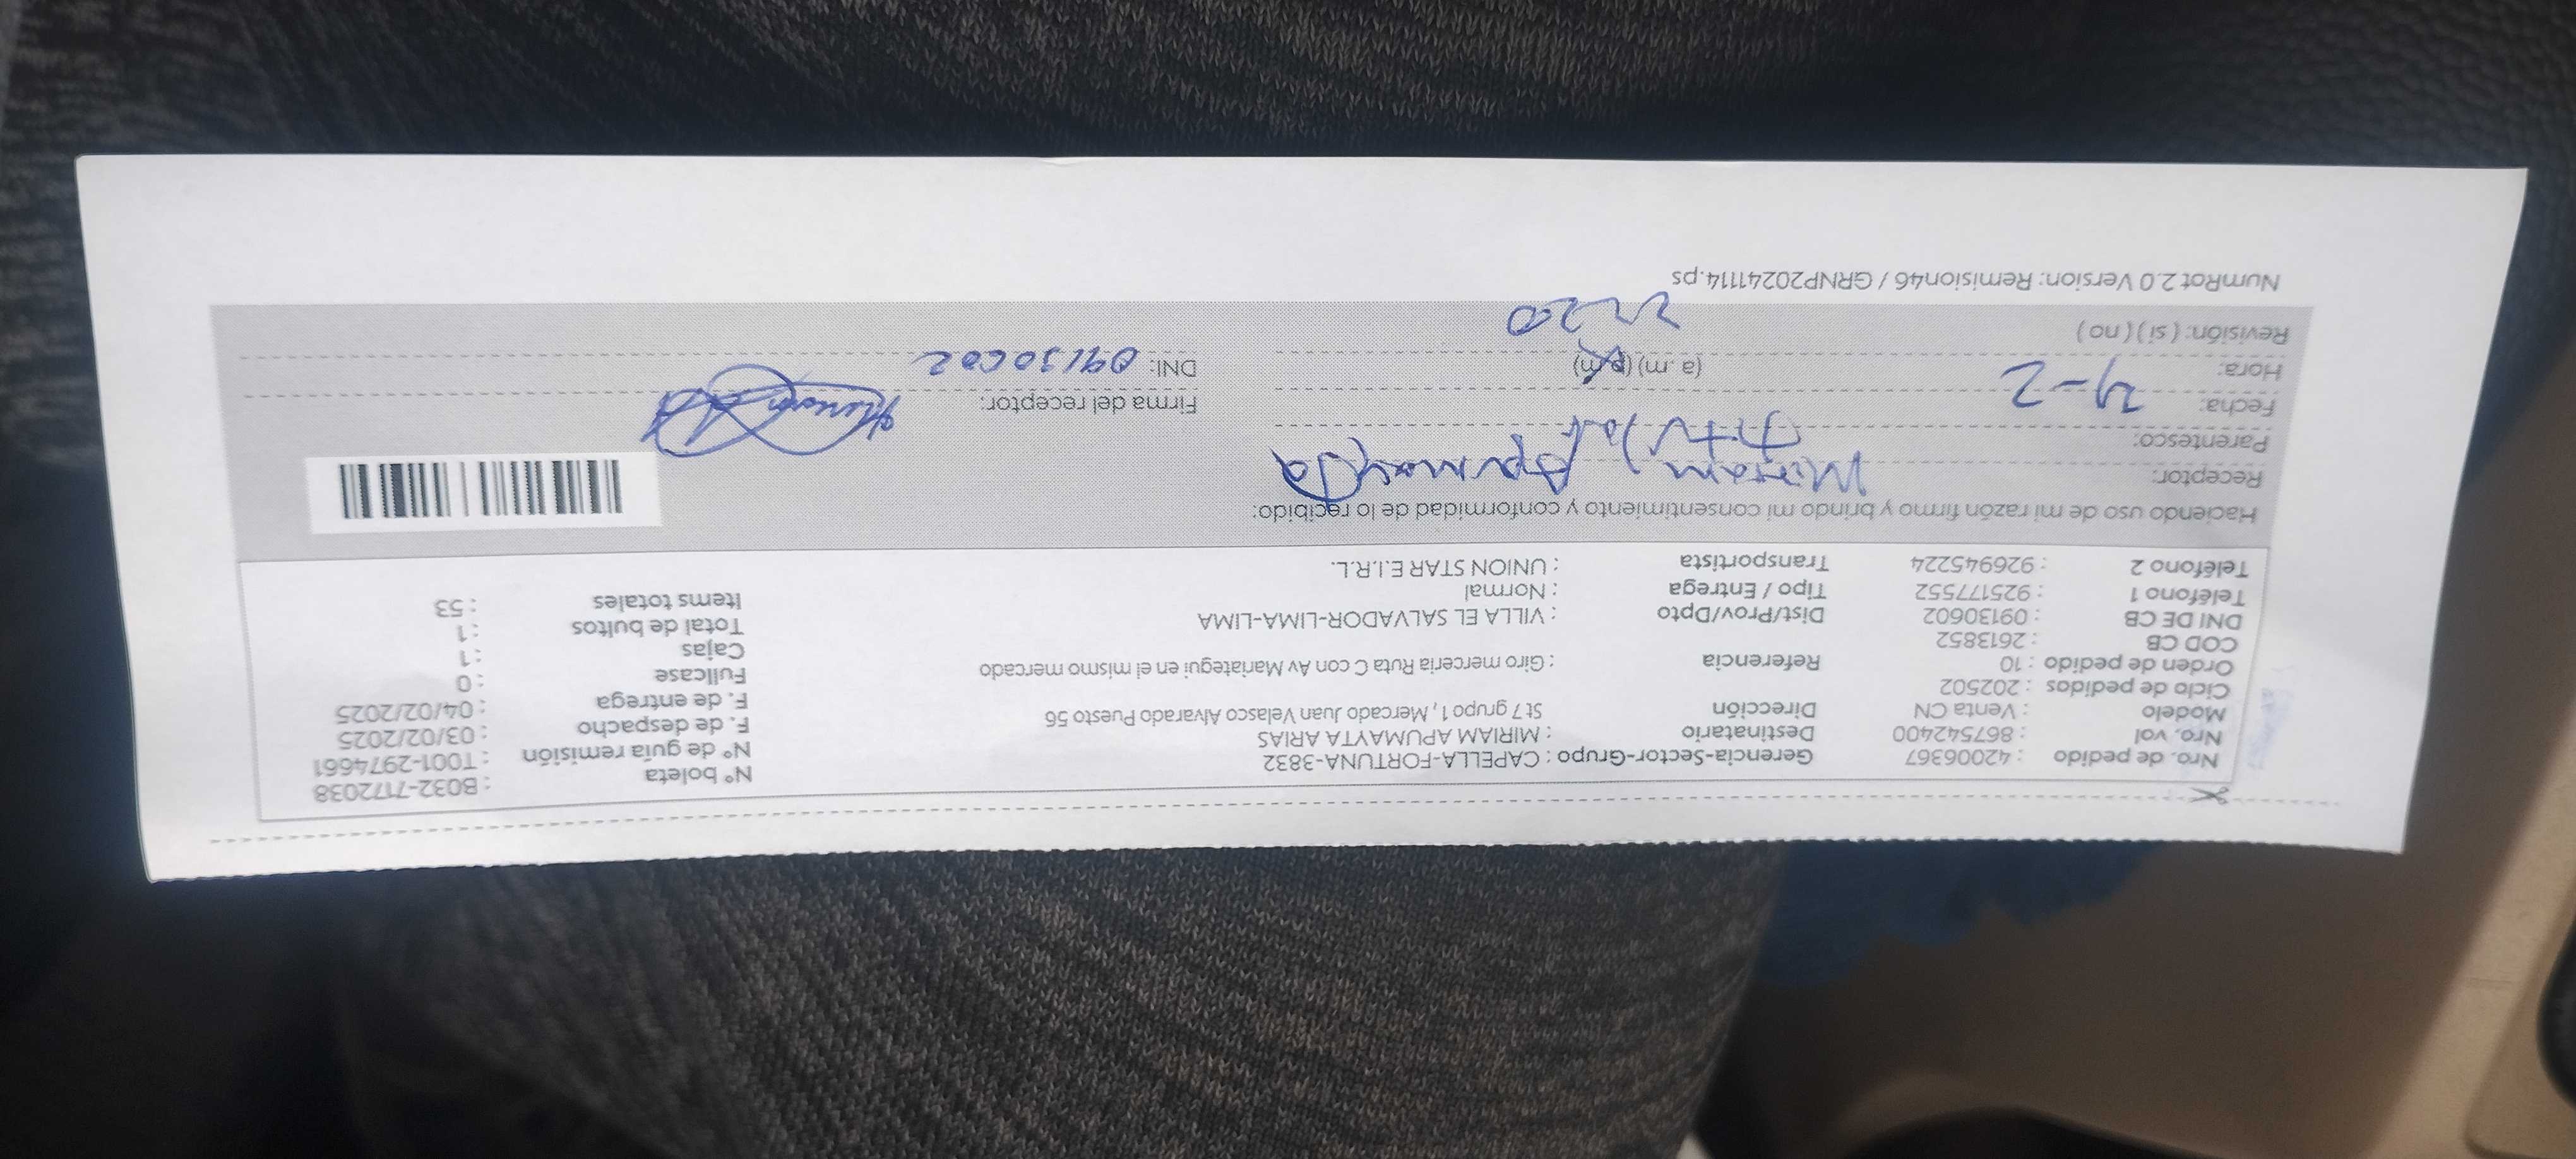 Nro. de pedido : 42006367 Gerencia-Sector-Grupo : CAPELLA-FORTUNA-3832 N° boleta : B032-7172038
Nro. vol : 867542400 Destinatario : MIRIAM APUMAYTA ARIAS N° de guía remisión : T001-2974661
Modelo : Venta CN Dirección St 7 grupo 1, Mercado Juan Velasco Alvarado Puesto 56 F. de despacho : 03/02/2025
Ciclo de pedidos : 202502 F. de entrega : 04/02/2025
Orden de pedido : 10 Referencia : Giro merceria Ruta C con Av Mariategui en el mismo mercado Fullcase : 0
COD CB : 2613852 Cajas : 1
DNI DE CB : 09130602 Dist/Prov/Dpto : VILLA EL SALVADOR-LIMA-LIMA Total de bultos : 1
Teléfono 1 : 925177552 Tipo / Entrega : Normal Items totales : 53
Teléfono 2 : 926945224 Transportista : UNION STAR E.I.R.L.
Haciendo uso de mi razón firmo y brindo mi consentimiento y conformidad de lo recibido:
Receptor: Miriam Apumayta
Parentesco:
Fecha: 4-2 Firma del receptor:
Hora: (a .m) (p.m) DNI: 09130602
Revisión: ( si ) ( no )
NumRot 2.0 Version: Remision46 / GRNP20241114.ps